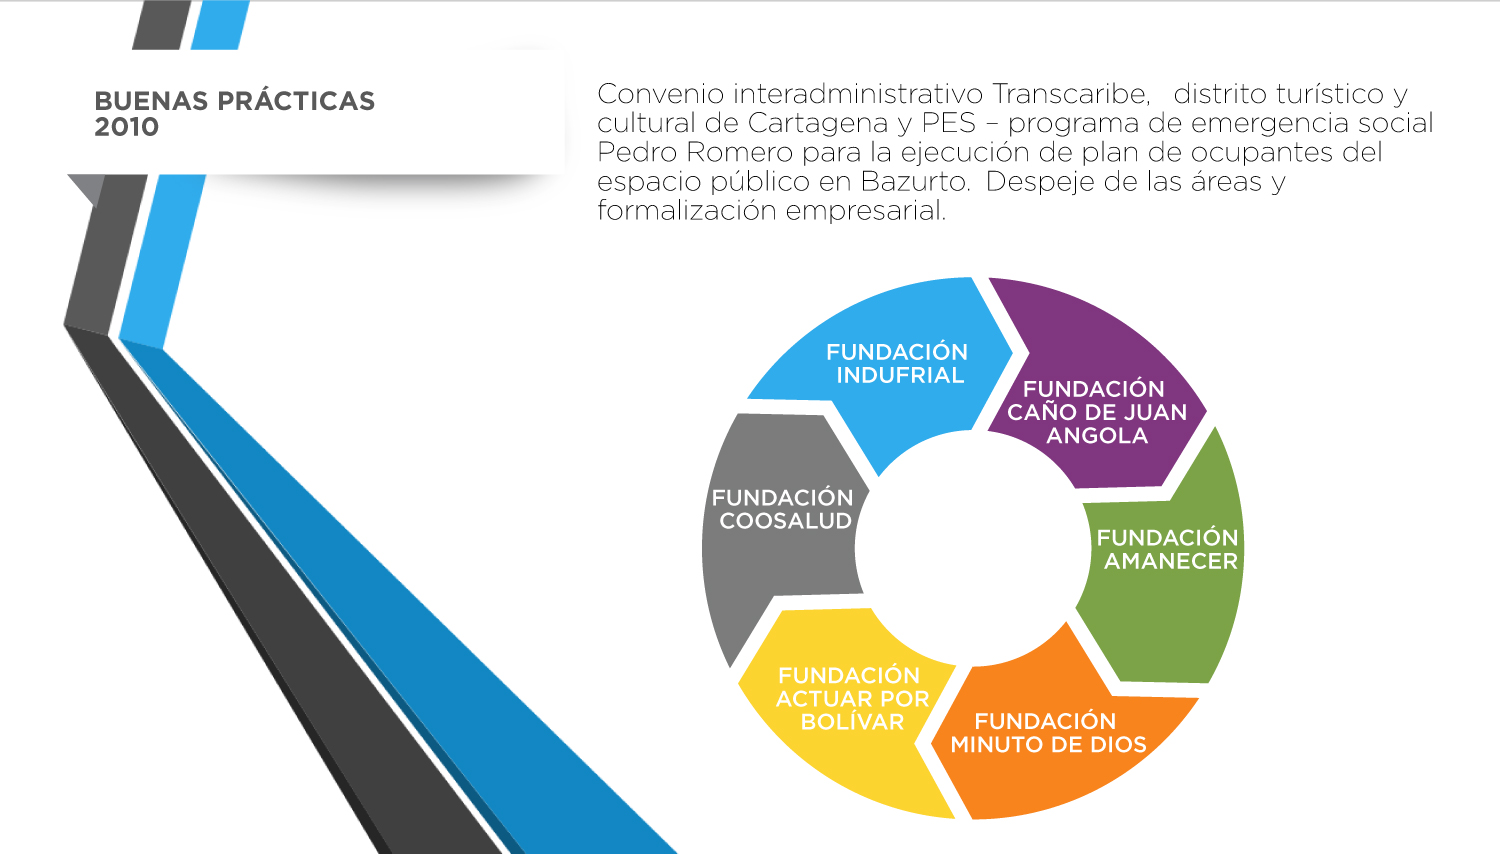 BUENAS PRÁCTICAS
2010
Convenio interadministrativo Transcaribe, distrito turístico y
cultural de Cartagena y PES – programa de emergencia social
Pedro Romero para la ejecución de plan de ocupantes del
espacio público en Bazurto. Despeje de las áreas y
formalización empresarial.
FUNDACIÓN
INDUFRIAL
FUNDACIÓN
CAÑO DE JUAN
ANGOLA
FUNDACIÓN
AMANECER
FUNDACIÓN
MINUTO DE DIOS
FUNDACIÓN
ACTUAR POR
BOLÍVAR
FUNDACIÓN
COOSALUD